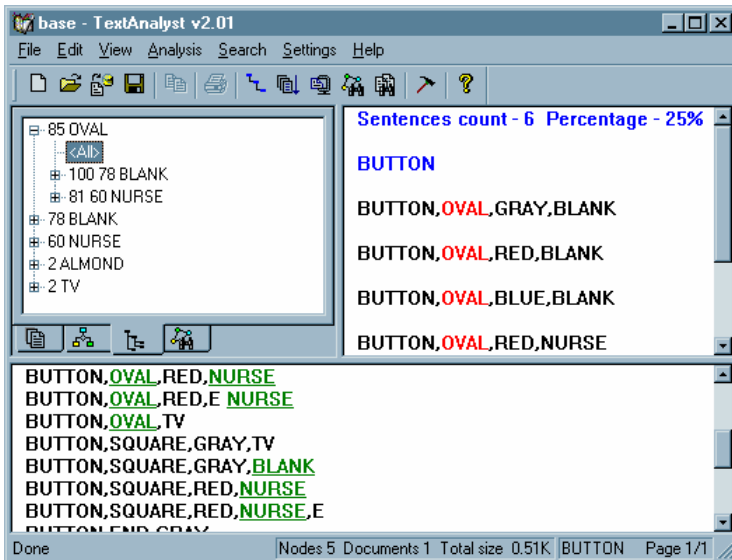 base - TextAnalyst v2.01
File Edit View Analysis Search Settings Help
85 OVAL
<All>
100 78 BLANK
81 60 NURSE
78 BLANK
60 NURSE
2 ALMOND
2 TV
Sentences count - 6 Percentage - 25%
BUTTON
BUTTON,OVAL,GRAY,BLANK
BUTTON,OVAL,RED,BLANK
BUTTON,OVAL,BLUE,BLANK
BUTTON,OVAL,RED,NURSE
BUTTON,OVAL,RED,NURSE
BUTTON,OVAL,RED,E NURSE
BUTTON,OVAL,TV
BUTTON,SQUARE,GRAY,TV
BUTTON,SQUARE,GRAY,BLANK
BUTTON,SQUARE,RED,NURSE
BUTTON,SQUARE,RED,NURSE,E
BUTTON,END,GRAY
Done Nodes 5 Documents 1 Total size 0.51K BUTTON Page 1/1